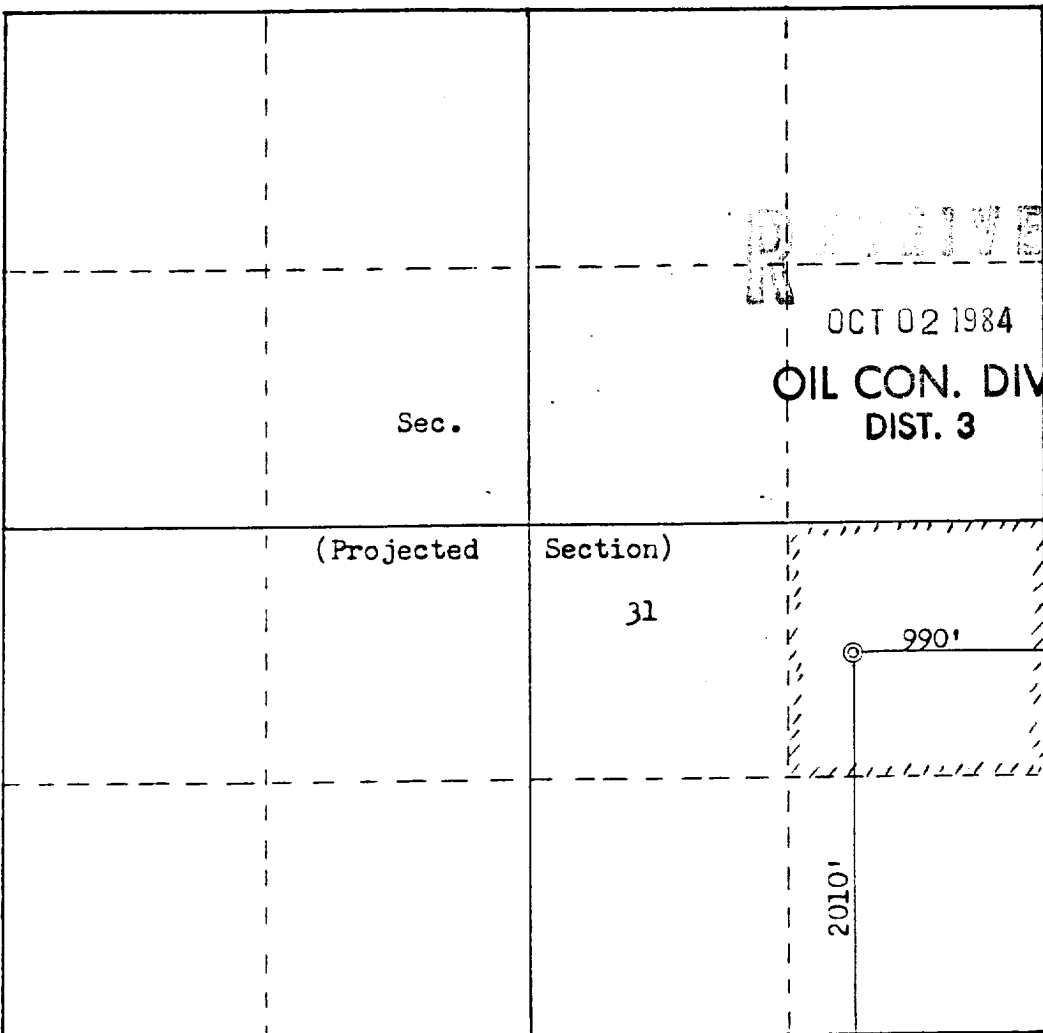 OCT 02 1984
OIL CON. DIV
DIST. 3
Sec.
(Projected Section)
31
990'
2010'